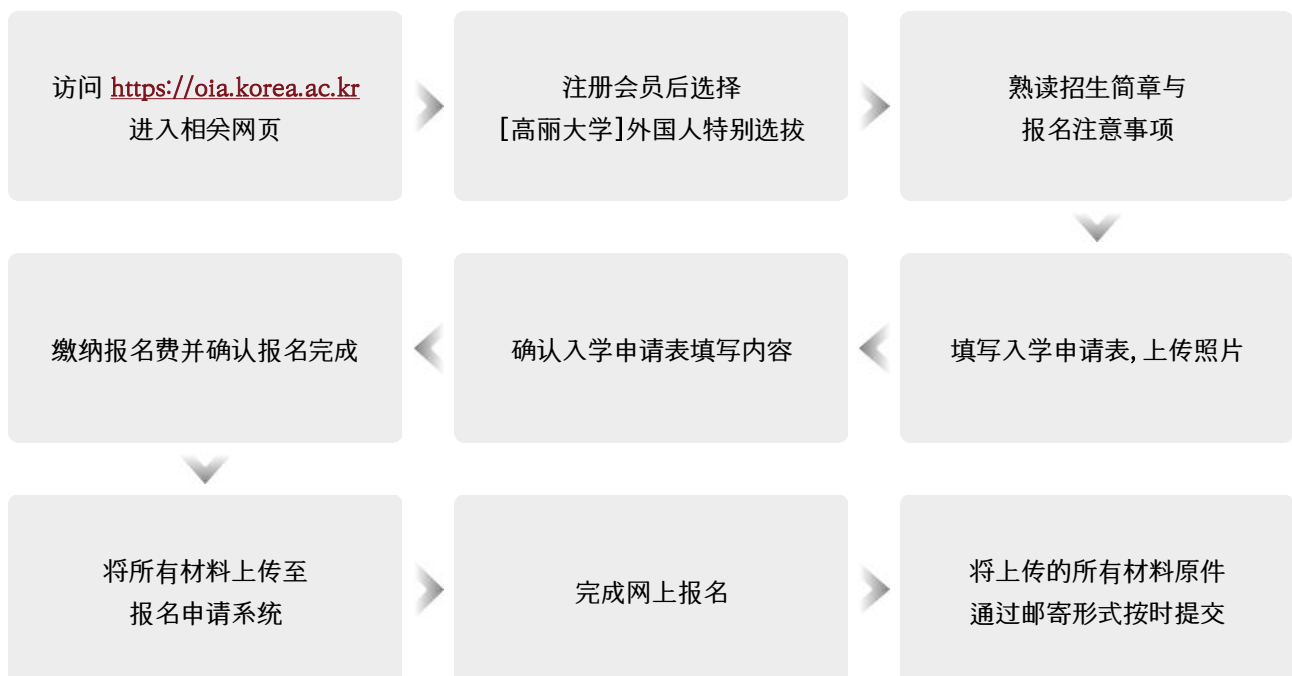 访问 https://oia.korea.ac.kr
进入相关网页
注册会员后选择
[高丽大学]外国人特别选拔
熟读招生简章与
报名注意事项
填写入学申请表, 上传照片
确认入学申请表填写内容
缴纳报名费并确认报名完成
将所有材料上传至
报名申请系统
完成网上报名
将上传的所有材料原件
通过邮寄形式按时提交